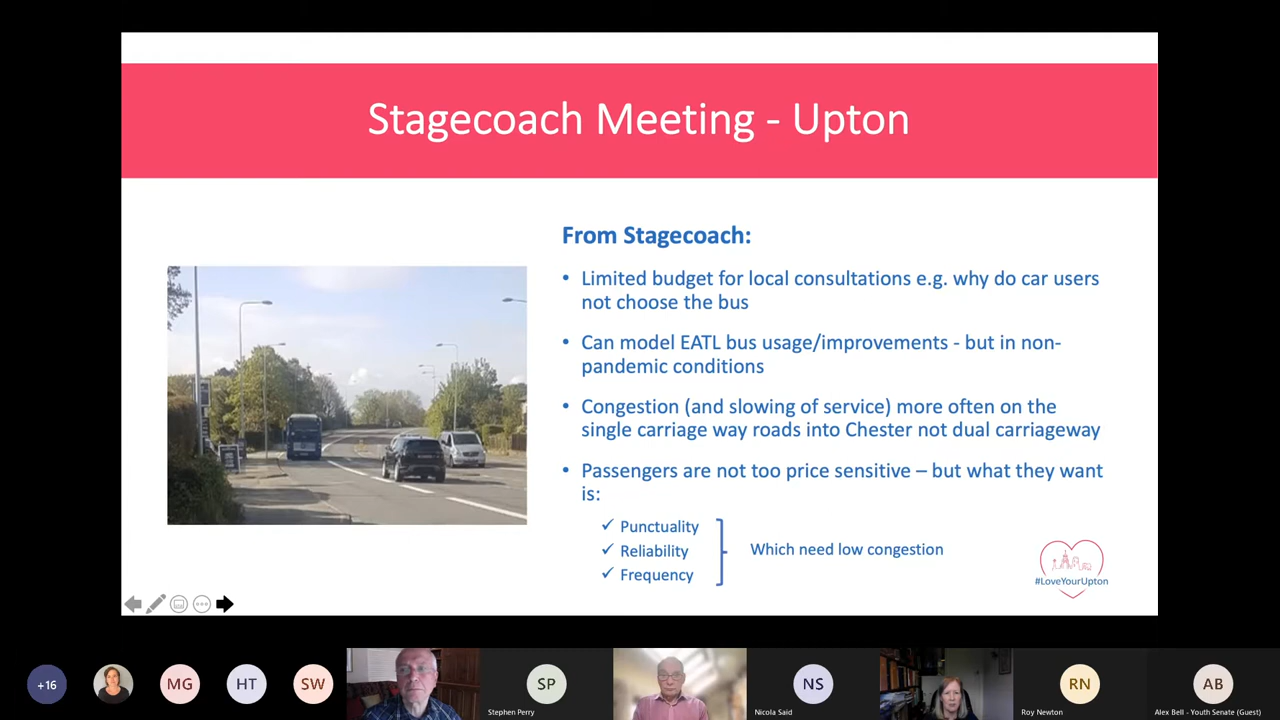 Stagecoach Meeting - Upton
From Stagecoach:
• Limited budget for local consultations e.g. why do car users
not choose the bus
• Can model EATL bus usage/improvements - but in non-
pandemic conditions
• Congestion (and slowing of service) more often on the
single carriage way roads into Chester not dual carriageway
• Passengers are not too price sensitive – but what they want
is:
✓ Punctuality
✓ Reliability
✓ Frequency
Which need low congestion
#LoveYourUpton
+16
MG
HT
SW
SP
Stephen Perry
NS
Nicola Said
RN
Roy Newton
AB
Alex Bell - Youth Senate (Guest)